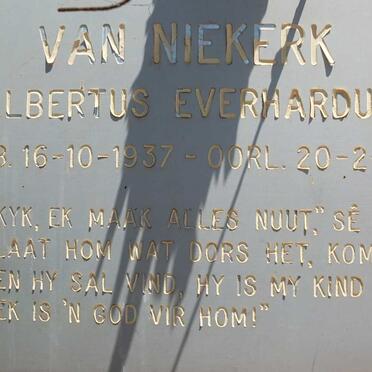 VAN NIEKERK
LBERTUS EVERHARDU
B. 16-10-1937 - OORL. 20-2
KYK, EK MAAK ALLES NUUT," SÊ
LAAT HOM WAT DORS HET, KOM
EN HY SAL VIND, HY IS MY KIND
EK IS 'N GOD VIR HOM!"